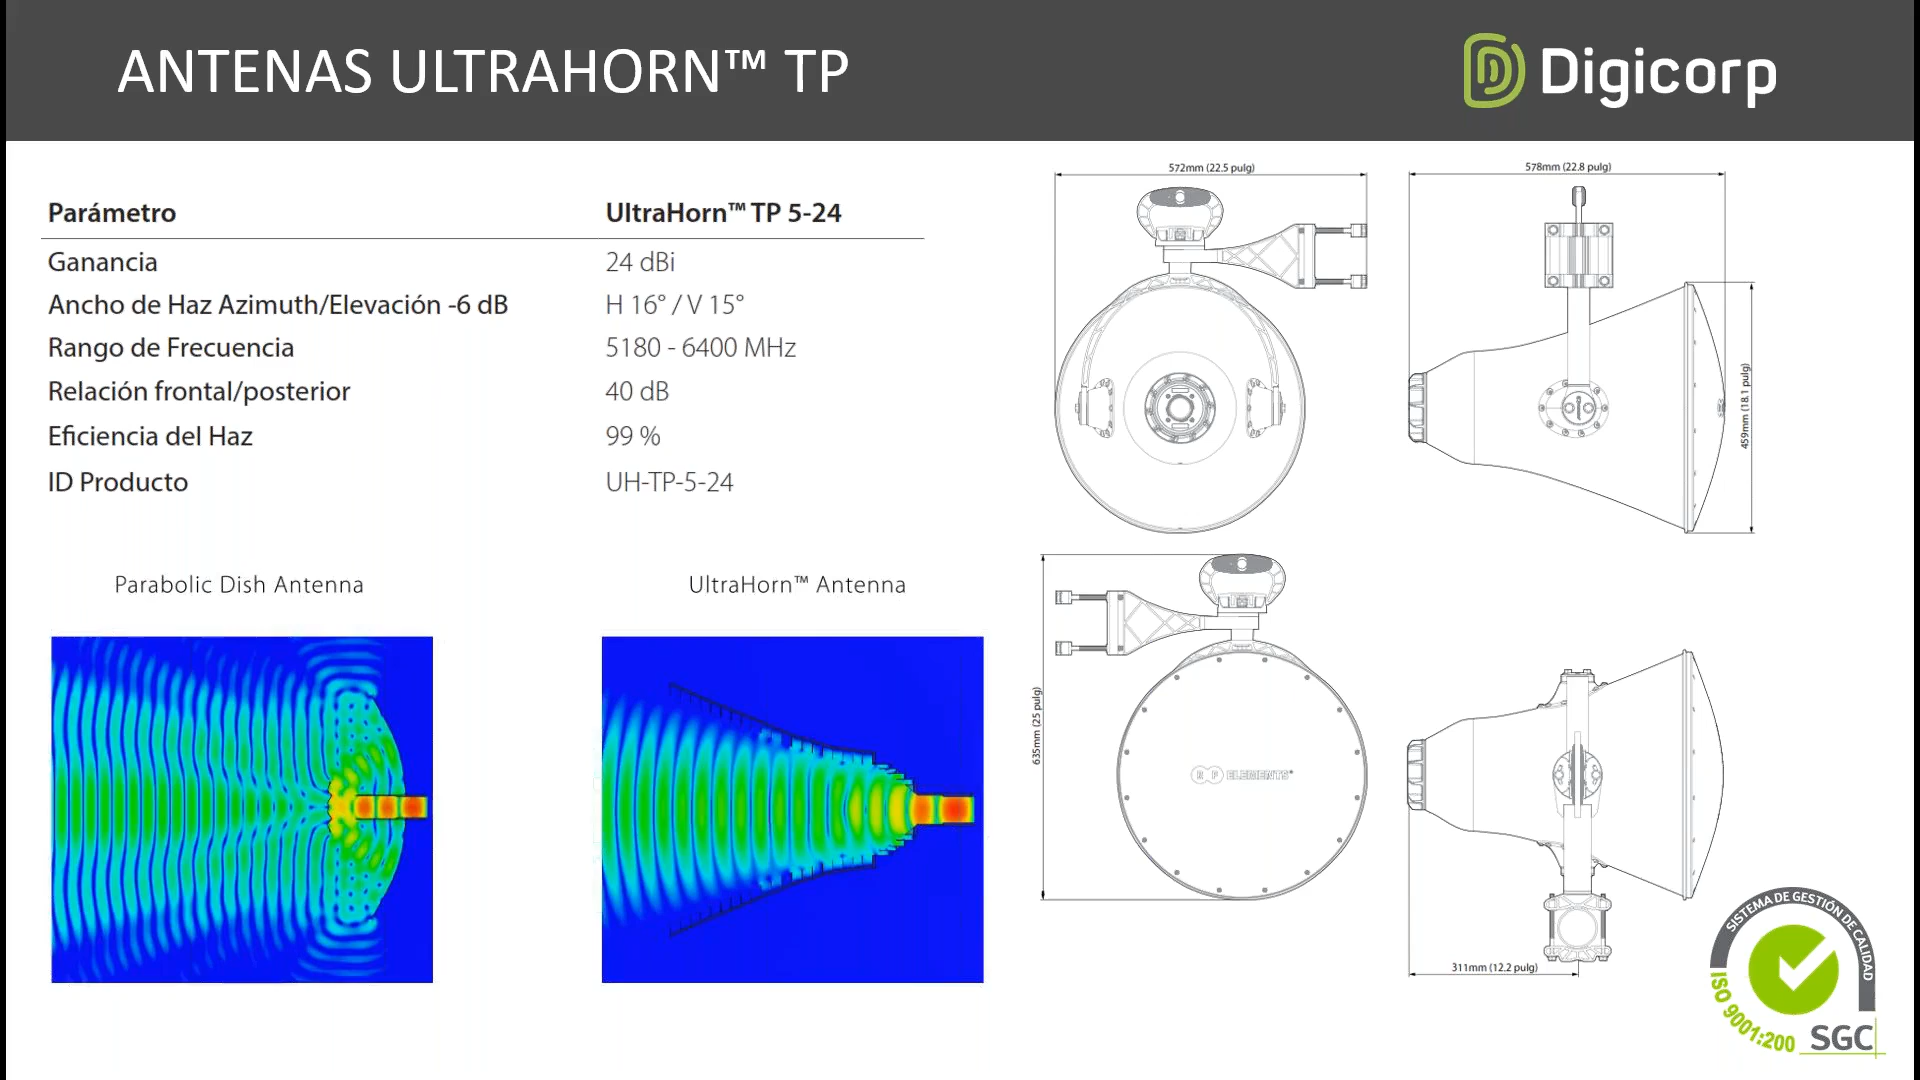 ANTENAS ULTRAHORN™ TP
Digicorp
Parámetro UltraHorn™ TP 5-24
Ganancia 24 dBi
Ancho de Haz Azimuth/Elevación -6 dB H 16° / V 15°
Rango de Frecuencia 5180 - 6400 MHz
Relación frontal/posterior 40 dB
Eficiencia del Haz 99 %
ID Producto UH-TP-5-24
Parabolic Dish Antenna
UltraHorn™ Antenna
572mm (22.5 pulg)
578mm (22.8 pulg)
459mm (18.1 pulg)
635mm (25 pulg)
RF ELEMENTS
311mm (12.2 pulg)
SISTEMA DE GESTIÓN DE CALIDAD
ISO 9001:200
SGC